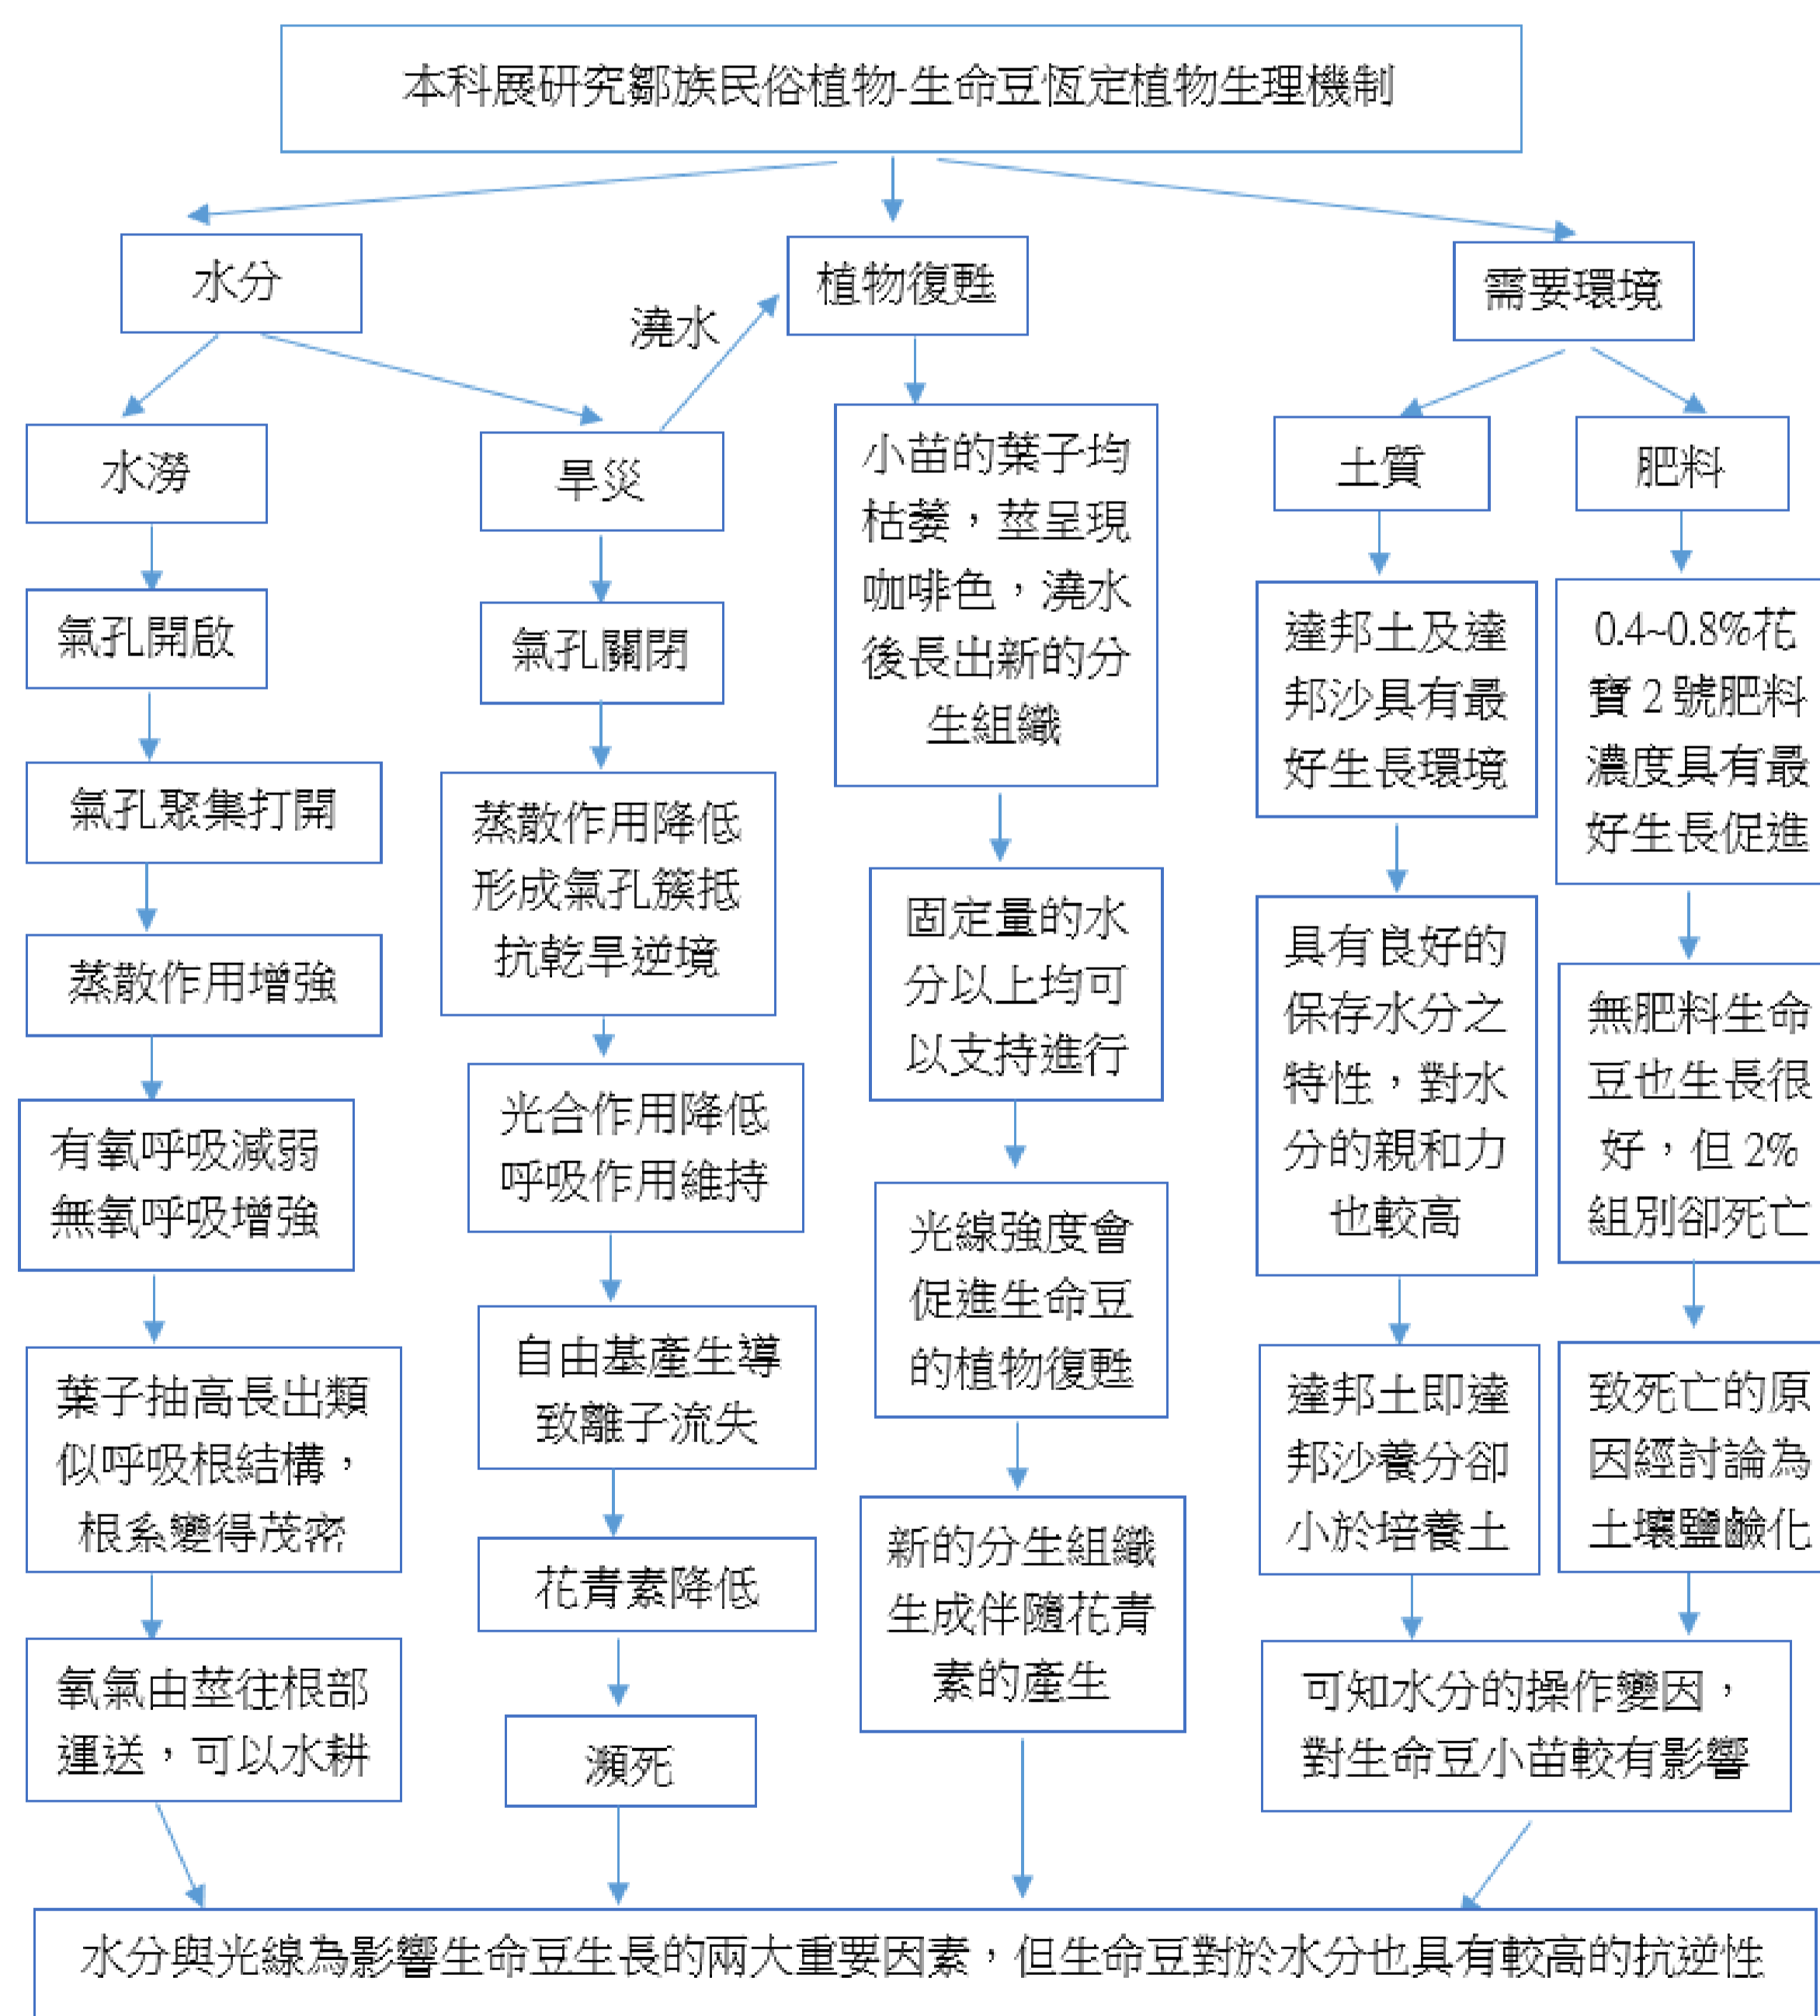 本科展研究鄒族民俗植物-生命豆恆定植物生理機制
水分
澆水
植物復甦
需要環境
水澇
旱災
小苗的葉子均
枯萎，莖呈現
咖啡色，澆水
後長出新的分
生組織
土質
肥料
氣孔開啟
氣孔關閉
達邦土及達
邦沙具有最
好生長環境
0.4~0.8%花
寶 2 號肥料
濃度具有最
好生長促進
氣孔聚集打開
蒸散作用降低
形成氣孔簇抵
抗乾旱逆境
固定量的水
分以上均可
以支持進行
具有良好的
保存水分之
特性，對水
分的親和力
也較高
無肥料生命
豆也生長很
好，但 2%
組別卻死亡
蒸散作用增強
光合作用降低
呼吸作用維持
有氧呼吸減弱
無氧呼吸增強
光線強度會
促進生命豆
的植物復甦
自由基產生導
致離子流失
葉子抽高長出類
似呼吸根結構，
根系變得茂密
達邦土即達
邦沙養分卻
小於培養土
致死亡的原
因經討論為
土壤鹽鹼化
花青素降低
新的分生組織
生成伴隨花青
素的產生
氧氣由莖往根部
運送，可以水耕
瀕死
可知水分的操作變因，
對生命豆小苗較有影響
水分與光線為影響生命豆生長的兩大重要因素，但生命豆對於水分也具有較高的抗逆性